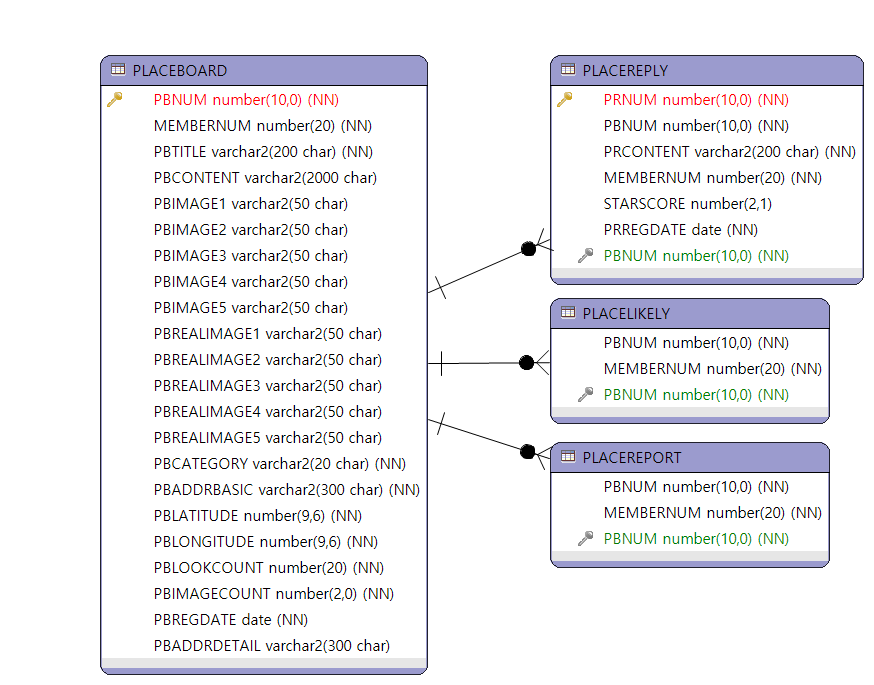 PLACEBOARD
PBNUM number(10,0) (NN)
MEMBERNUM number(20) (NN)
PBTITLE varchar2(200 char) (NN)
PBCONTENT varchar2(2000 char)
PBIMAGE1 varchar2(50 char)
PBIMAGE2 varchar2(50 char)
PBIMAGE3 varchar2(50 char)
PBIMAGE4 varchar2(50 char)
PBIMAGE5 varchar2(50 char)
PBREALIMAGE1 varchar2(50 char)
PBREALIMAGE2 varchar2(50 char)
PBREALIMAGE3 varchar2(50 char)
PBREALIMAGE4 varchar2(50 char)
PBREALIMAGE5 varchar2(50 char)
PBCATEGORY varchar2(20 char) (NN)
PBADDRBASIC varchar2(300 char) (NN)
PBLATITUDE number(9,6) (NN)
PBLONGITUDE number(9,6) (NN)
PBLOOKCOUNT number(20) (NN)
PBIMAGECOUNT number(2,0) (NN)
PBREGDATE date (NN)
PBADDRDETAIL varchar2(300 char)
PLACEREPLY
PRNUM number(10,0) (NN)
PBNUM number(10,0) (NN)
PRCONTENT varchar2(200 char) (NN)
MEMBERNUM number(20) (NN)
STARSCORE number(2,1)
PRREGDATE date (NN)
PBNUM number(10,0) (NN)
PLACELIKELY
PBNUM number(10,0) (NN)
MEMBERNUM number(20) (NN)
PBNUM number(10,0) (NN)
PLACEREPORT
PBNUM number(10,0) (NN)
MEMBERNUM number(20) (NN)
PBNUM number(10,0) (NN)